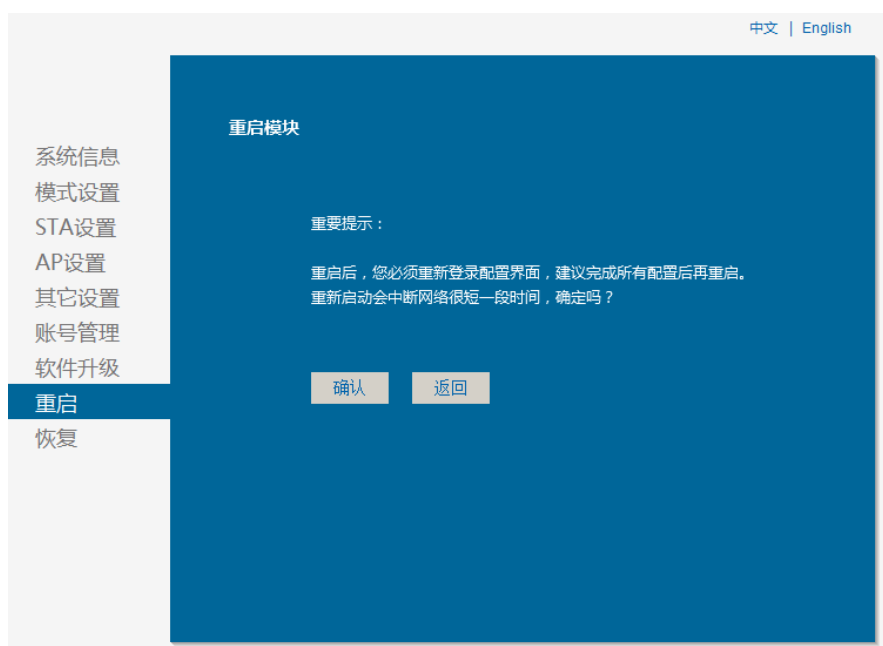 中文 | English
重启模块
系统信息
模式设置
STA设置
AP设置
其它设置
账号管理
软件升级
重启
恢复
重要提示：
重启后，您必须重新登录配置界面，建议完成所有配置后再重启。
重新启动会中断网络很短一段时间，确定吗？
确认 返回